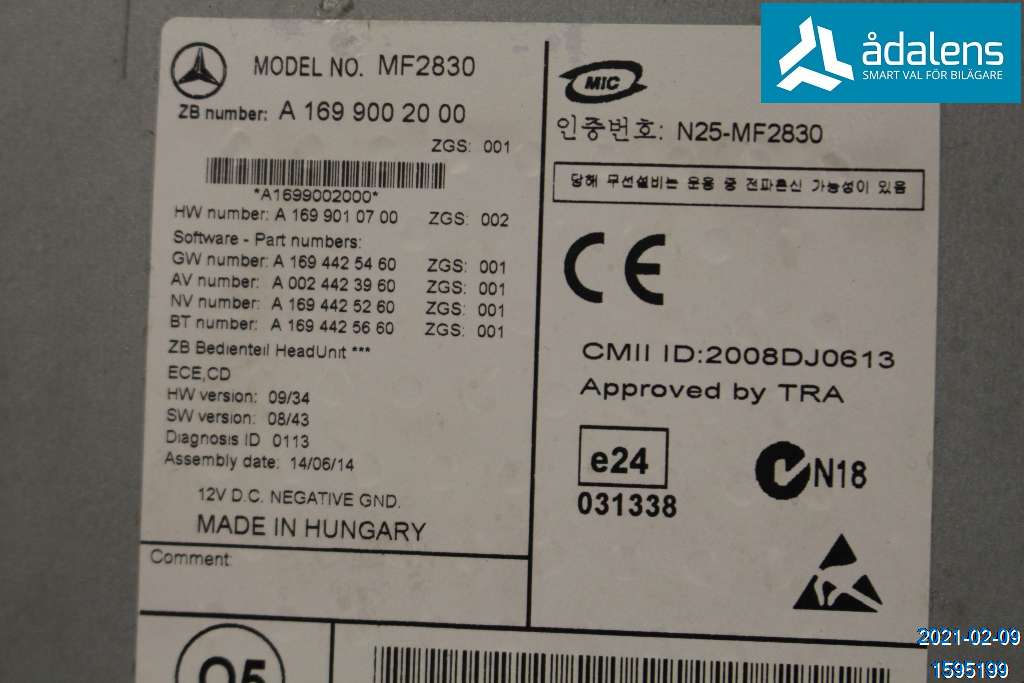 ådalens
SMART VAL FÖR BILÄGARE
MODEL NO. MF2830
ZB number: A 169 900 20 00
ZGS: 001
*A1699002000*
HW number: A 169 901 07 00 ZGS: 002
Software - Part numbers:
GW number: A 169 442 54 60 ZGS: 001
AV number: A 002 442 39 60 ZGS: 001
NV number: A 169 442 52 60 ZGS: 001
BT number: A 169 442 56 60 ZGS: 001
ZB Bedienteil HeadUnit ***
ECE,CD
HW version: 09/34
SW version: 08/43
Diagnosis ID 0113
Assembly date: 14/06/14
12V D.C. NEGATIVE GND.
MADE IN HUNGARY
Comment:
05
MIC
인증번호: N25-MF2830
당해 무선설비는 운용 중 전파혼신 가능성이 있음
CE
CMII ID:2008DJ0613
Approved by TRA
e24
031338
N18
2021-02-09
1595199